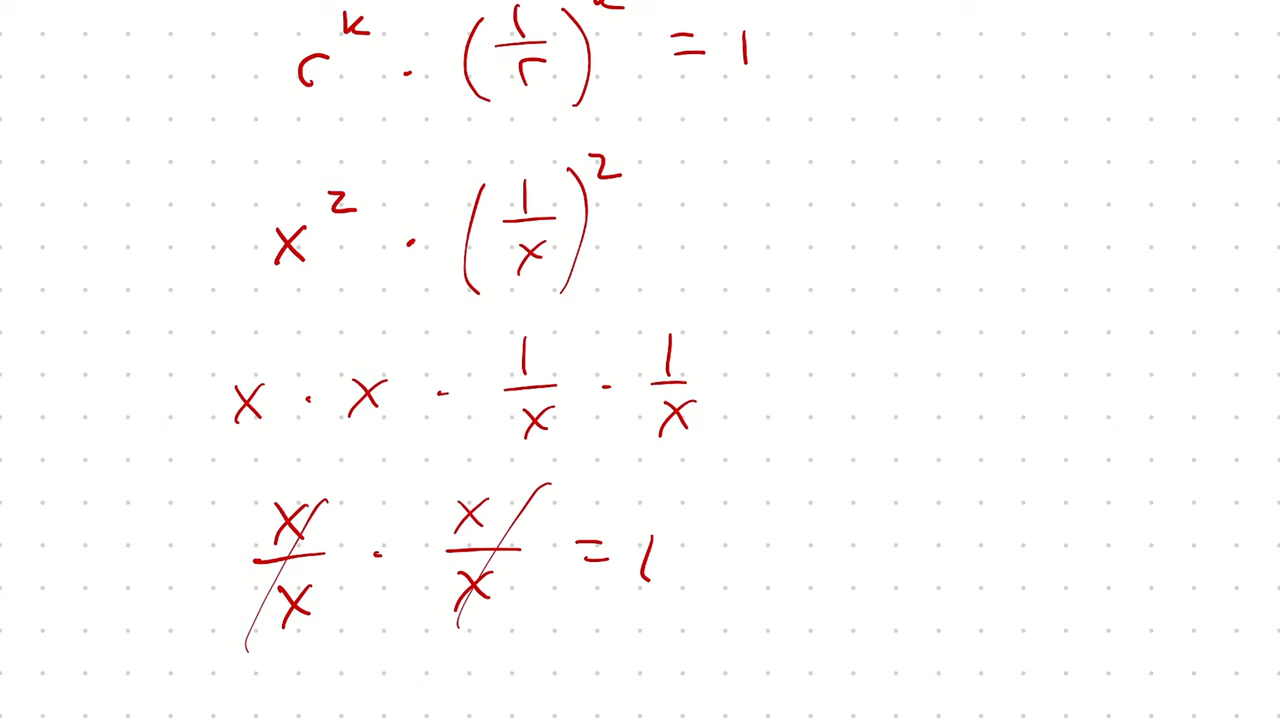 r^k · (1/r)^k = 1
x^2 · (1/x)^2
x · x · 1/x · 1/x
x/x · x/x = 1